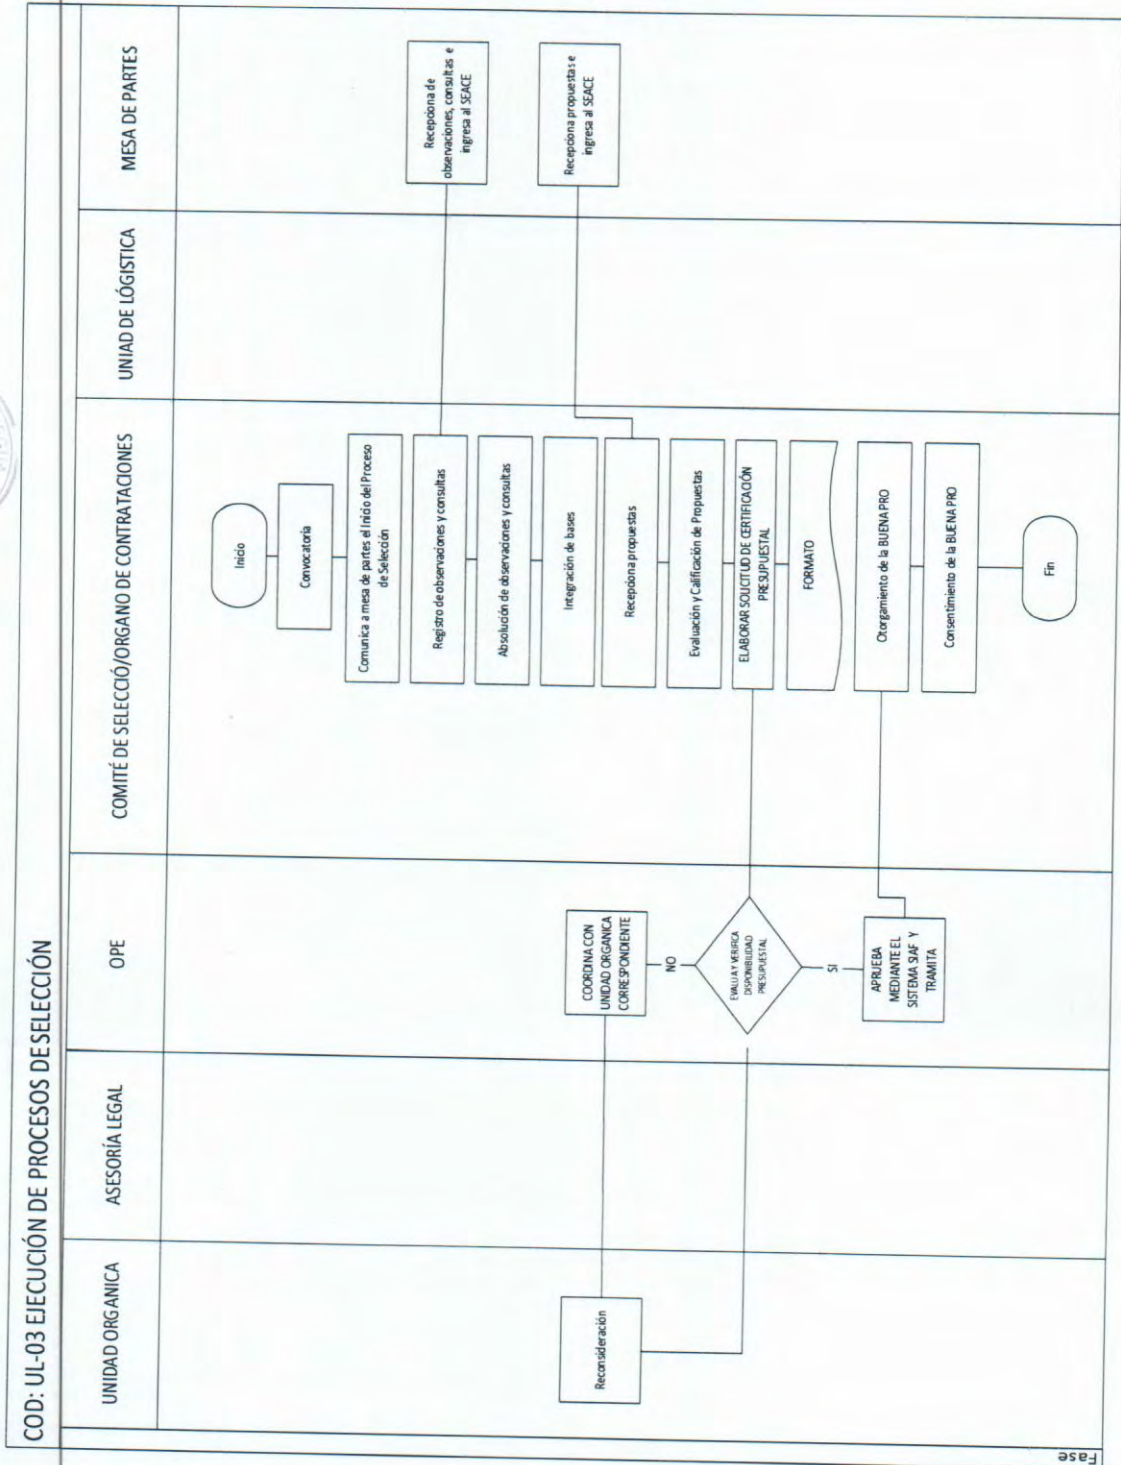 COD: UL-03 EJECUCIÓN DE PROCESOS DE SELECCIÓN
UNIDAD ORGANICA
ASESORÍA LEGAL
OPE
COMITÉ DE SELECCIÓ/ORGANO DE CONTRATACIONES
UNIAD DE LÓGISTICA
MESA DE PARTES
Inicio
Convocatoria
Comunica a mesa de partes el Inicio del Proceso
de Selección
Registro de observaciones y consultas
Recepciona de
observaciones, consultas e
ingresa al SEACE
Absolución de observaciones y consultas
Integración de bases
Recepciona propuestas
Recepciona propuestas e
ingresa al SEACE
Evaluación y Calificación de Propuestas
ELABORAR SOLICITUD DE CERTIFICACIÓN
PRESUPUESTAL
FORMATO
Reconsideración
COORDINA CON
UNIDAD ORGANICA
CORRESPONDIENTE
NO
EVALUA Y VERIFICA
DISPONIBILIDAD
PRESUPUESTAL
SI
APRUEBA
MEDIANTE EL
SISTEMA SIAF Y
TRAMITA
Otorgamiento de la BUENA PRO
Consentimiento de la BUENA PRO
Fin
Fase